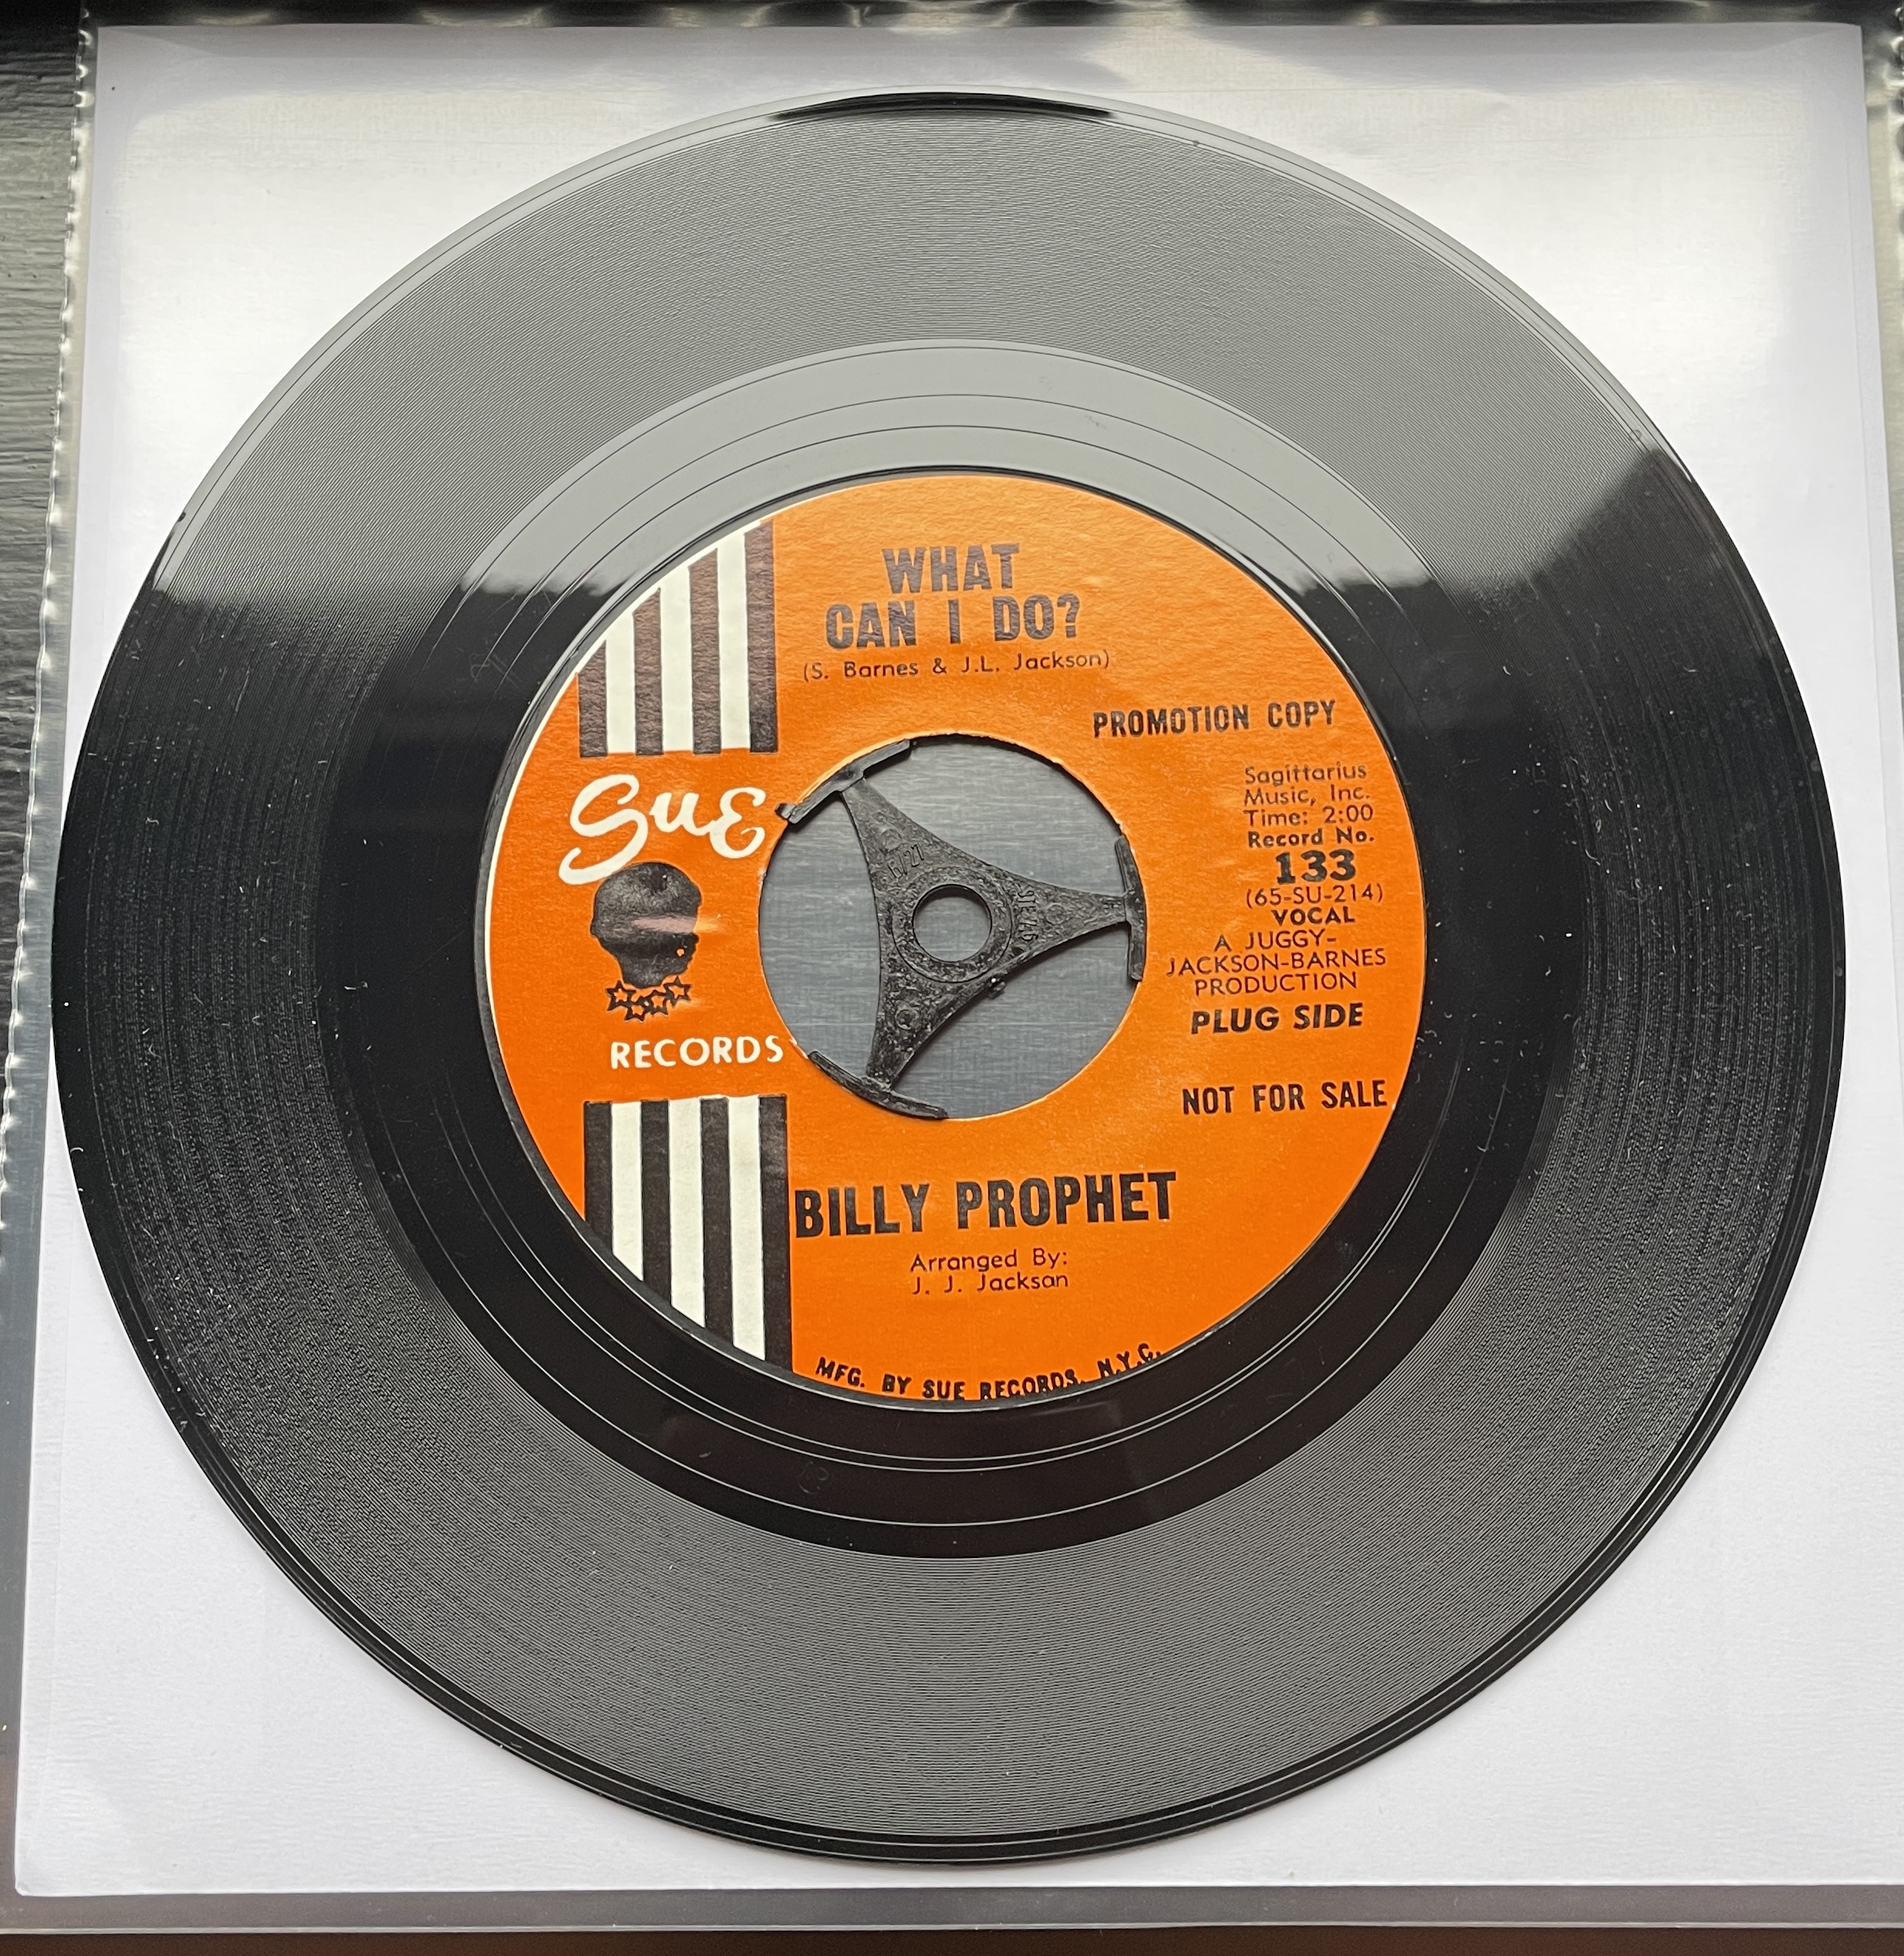 WHAT
CAN I DO?
(S. Barnes & J.L. Jackson)
PROMOTION COPY
Sagittarius
Music, Inc.
Time: 2:00
Record No.
133
(65-SU-214)
VOCAL
A JUGGY-
JACKSON-BARNES
PRODUCTION
PLUG SIDE
NOT FOR SALE
Sue
RECORDS
BILLY PROPHET
Arranged By:
J. J. Jackson
MFG. BY SUE RECORDS, N.Y.C.